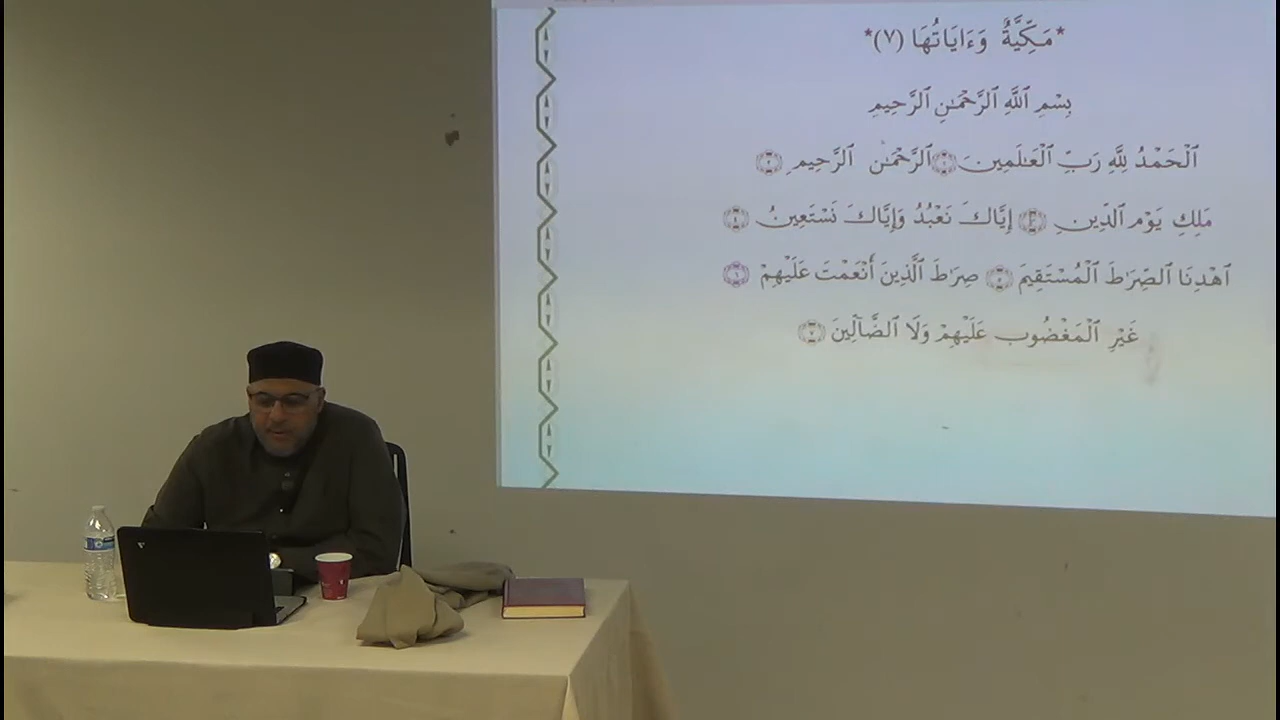 *مَكِّيَّةٌ وَءَايَاتُهَا (٧)*
بِسْمِ ٱللَّهِ ٱلرَّحْمَٰنِ ٱلرَّحِيمِ
ٱلْحَمْدُ لِلَّهِ رَبِّ ٱلْعَٰلَمِينَ ١ ٱلرَّحْمَٰنِ ٱلرَّحِيمِ ٢
مَلِكِ يَوْمِ ٱلدِّينِ ٣ إِيَّاكَ نَعْبُدُ وَإِيَّاكَ نَسْتَعِينُ ٤
ٱهْدِنَا ٱلصِّرَٰطَ ٱلْمُسْتَقِيمَ ٥ صِرَٰطَ ٱلَّذِينَ أَنْعَمْتَ عَلَيْهِمْ ٦
غَيْرِ ٱلْمَغْضُوبِ عَلَيْهِمْ وَلَا ٱلضَّآلِّينَ ٧